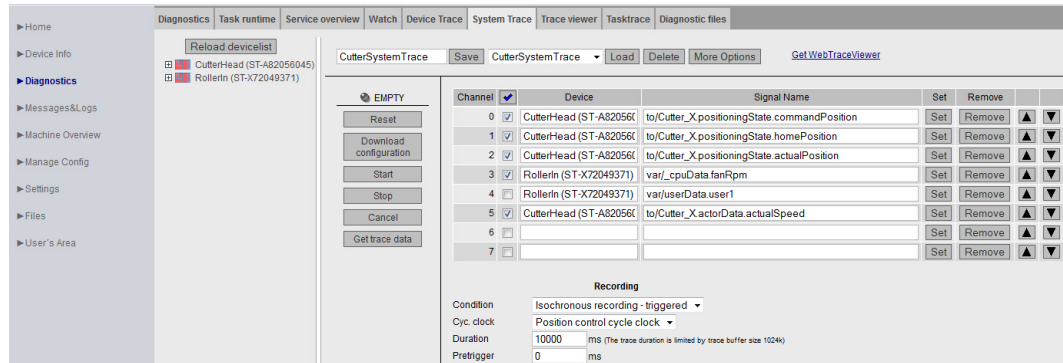 Diagnostics Task runtime Service overview Watch Device Trace System Trace Trace viewer Tasktrace Diagnostic files
►Home
►Device Info
►Diagnostics
►Messages&Logs
►Machine Overview
►Manage Config
►Settings
►Files
►User´s Area
Reload devicelist
CutterHead (ST-A82056045)
RollerIn (ST-X72049371)
CutterSystemTrace Save CutterSystemTrace Load Delete More Options Get WebTraceViewer
EMPTY
Reset
Download configuration
Start
Stop
Cancel
Get trace data
Channel Device Signal Name Set Remove
0 CutterHead (ST-A820560 to/Cutter_X.positioningState.commandPosition Set Remove ▲ ▼
1 CutterHead (ST-A820560 to/Cutter_X.positioningState.homePosition Set Remove ▲ ▼
2 CutterHead (ST-A820560 to/Cutter_X.positioningState.actualPosition Set Remove ▲ ▼
3 RollerIn (ST-X72049371) var/_cpuData.fanRpm Set Remove ▲ ▼
4 RollerIn (ST-X72049371) var/userData.user1 Set Remove ▲ ▼
5 CutterHead (ST-A820560 to/Cutter_X.actorData.actualSpeed Set Remove ▲ ▼
6 Set Remove ▲ ▼
7 Set Remove ▲ ▼
Recording
Condition Isochronous recording - triggered
Cyc. clock Position control cycle clock
Duration 10000 ms (The trace duration is limited by trace buffer size 1024k)
Pretrigger 0 ms